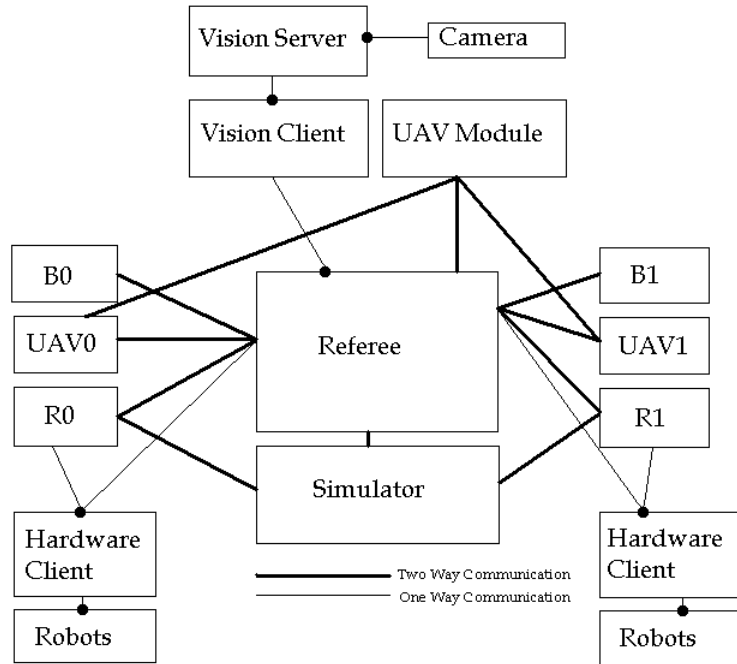 Vision Server
Camera
Vision Client
UAV Module
B0
B1
UAV0
Referee
UAV1
R0
R1
Simulator
Hardware
Client
Hardware
Client
Two Way Communication
One Way Communication
Robots
Robots